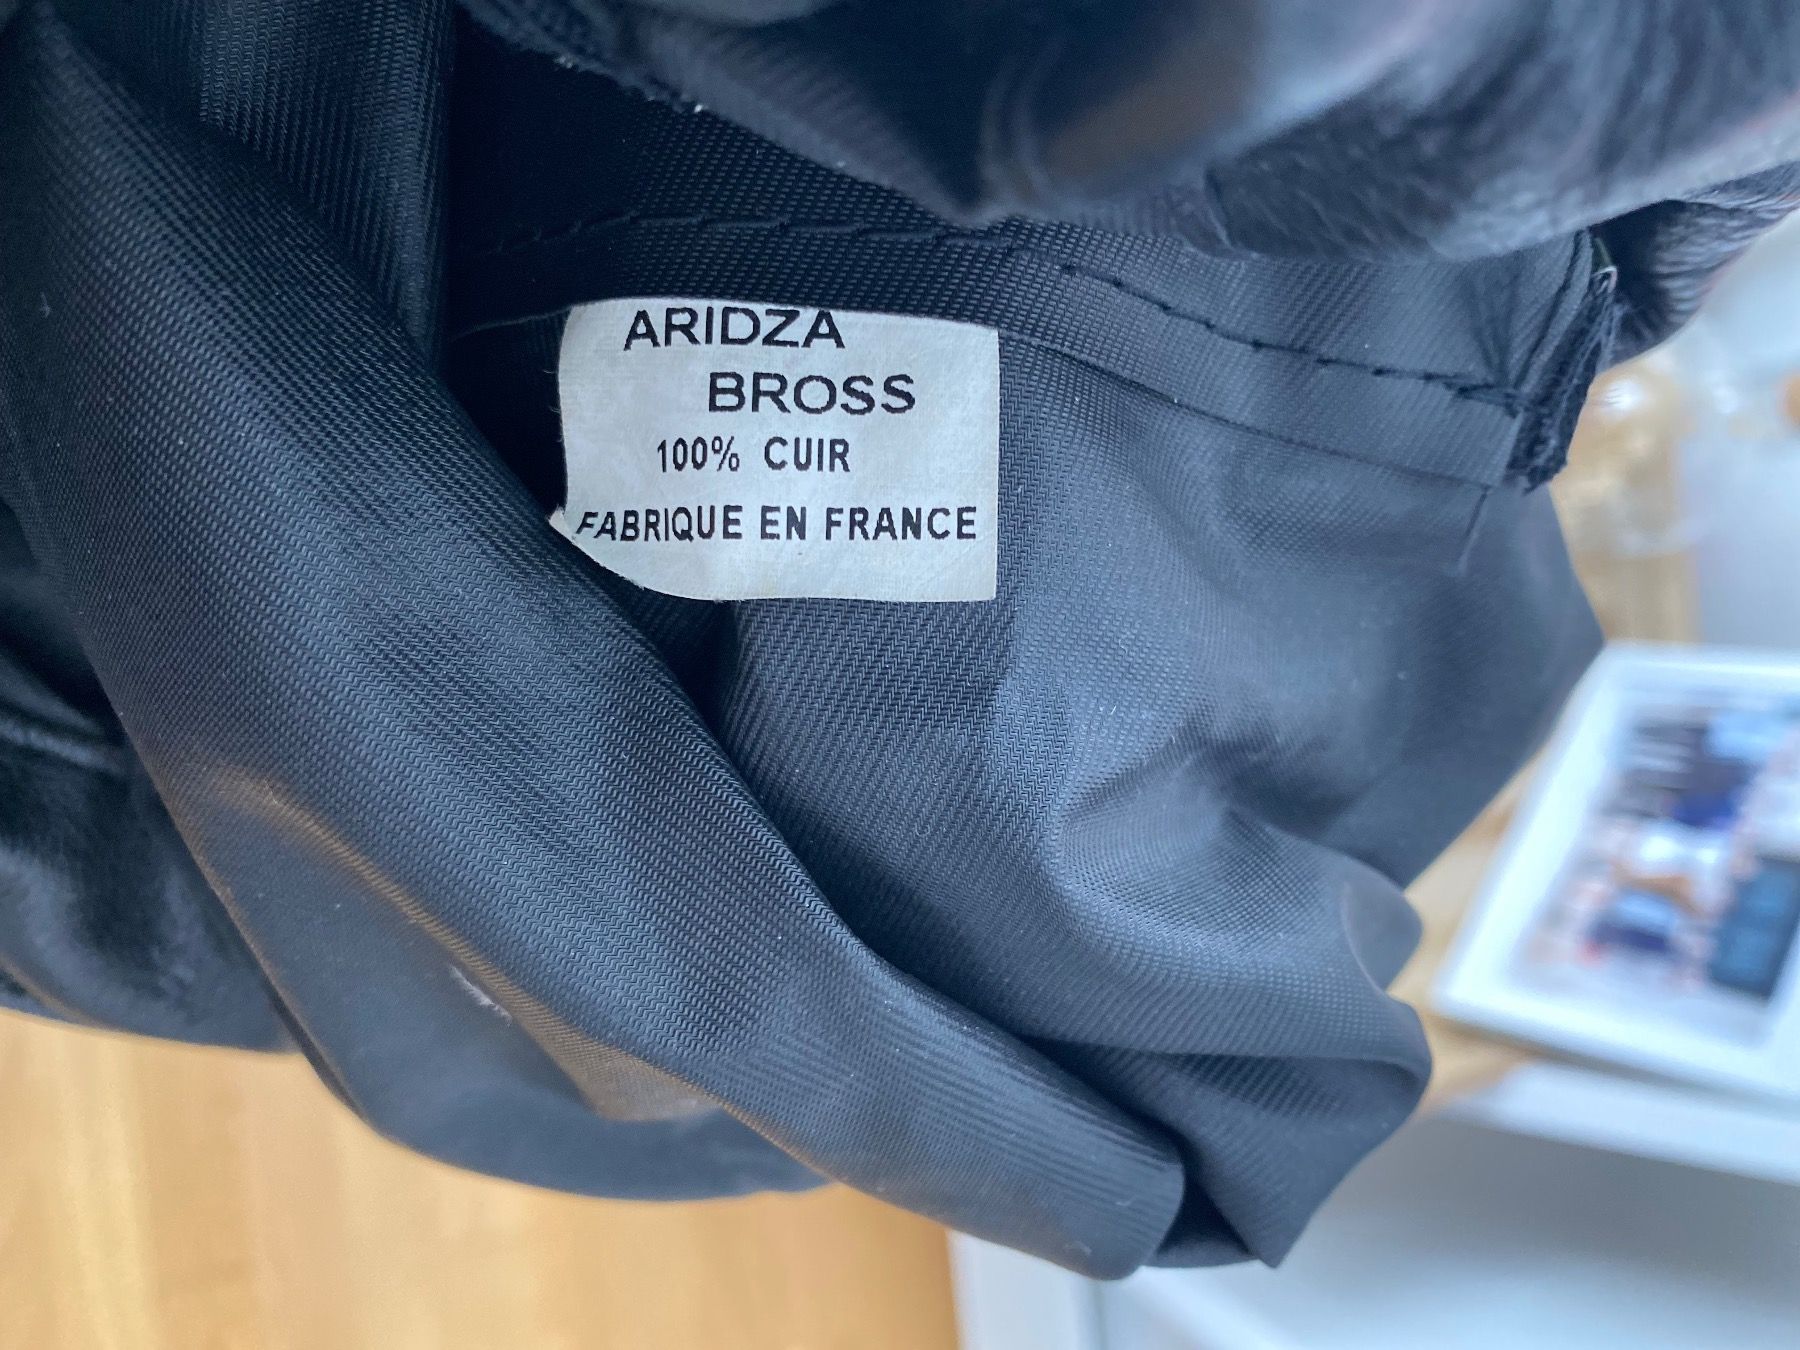 ARIDZA
BROSS
100% CUIR
FABRIQUE EN FRANCE